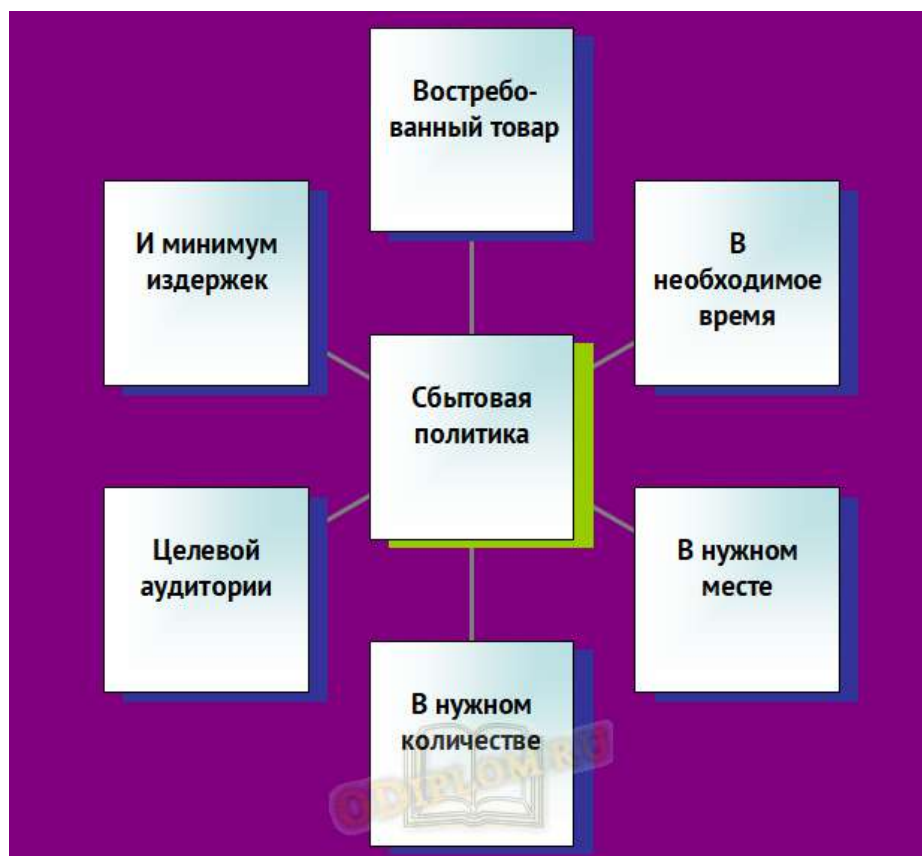 Востребо-
ванный товар
В
необходимое
время
В нужном
месте
В нужном
количестве
Целевой
аудитории
И минимум
издержек
Сбытовая
политика
ODIPLOM.RU